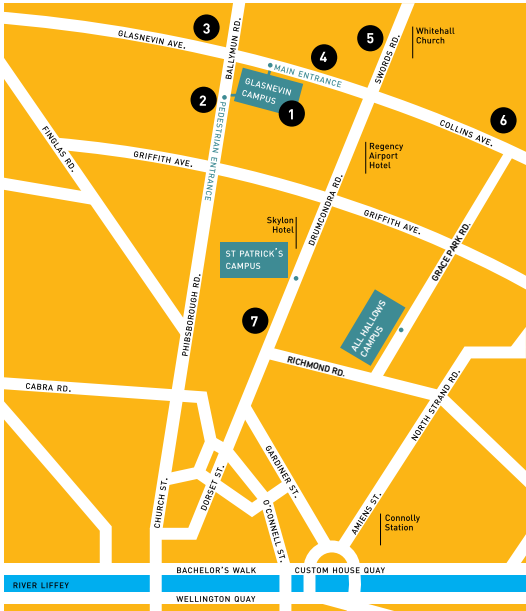 3
GLASNEVIN AVE.
BALLYMUN RD.
5
SWORDS RD.
Whitehall
Church
4
MAIN ENTRANCE
GLASNEVIN
CAMPUS
1
2
PEDESTRIAN ENTRANCE
6
COLLINS AVE.
FINGLAS RD.
GRIFFITH AVE.
Regency
Airport
Hotel
DRUMCONDRA RD.
GRIFFITH AVE.
Skylon
Hotel
GRACE PARK RD.
ST PATRICK'S
CAMPUS
PHIBSBOROUGH RD.
7
ALL HALLOWS
CAMPUS
RICHMOND RD.
CABRA RD.
NORTH STRAND RD.
GARDINER ST.
CHURCH ST.
DORSET ST.
O'CONNELL ST.
AMIENS ST.
Connolly
Station
BACHELOR'S WALK
CUSTOM HOUSE QUAY
RIVER LIFFEY
WELLINGTON QUAY